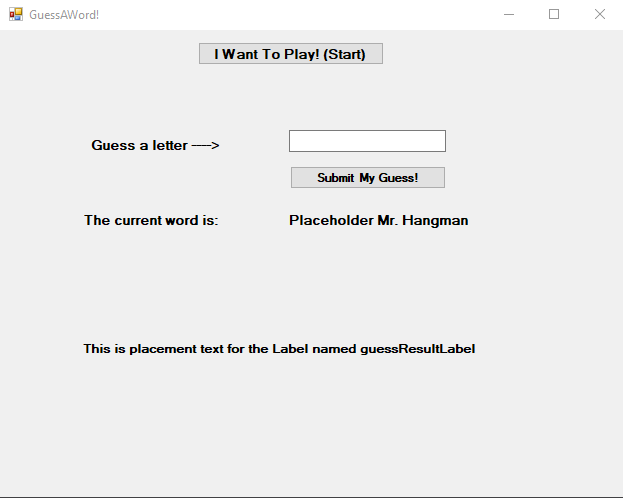 GuessAWord!
I Want To Play! (Start)
Guess a letter ---->
Submit My Guess!
The current word is:
Placeholder Mr. Hangman
This is placement text for the Label named guessResultLabel